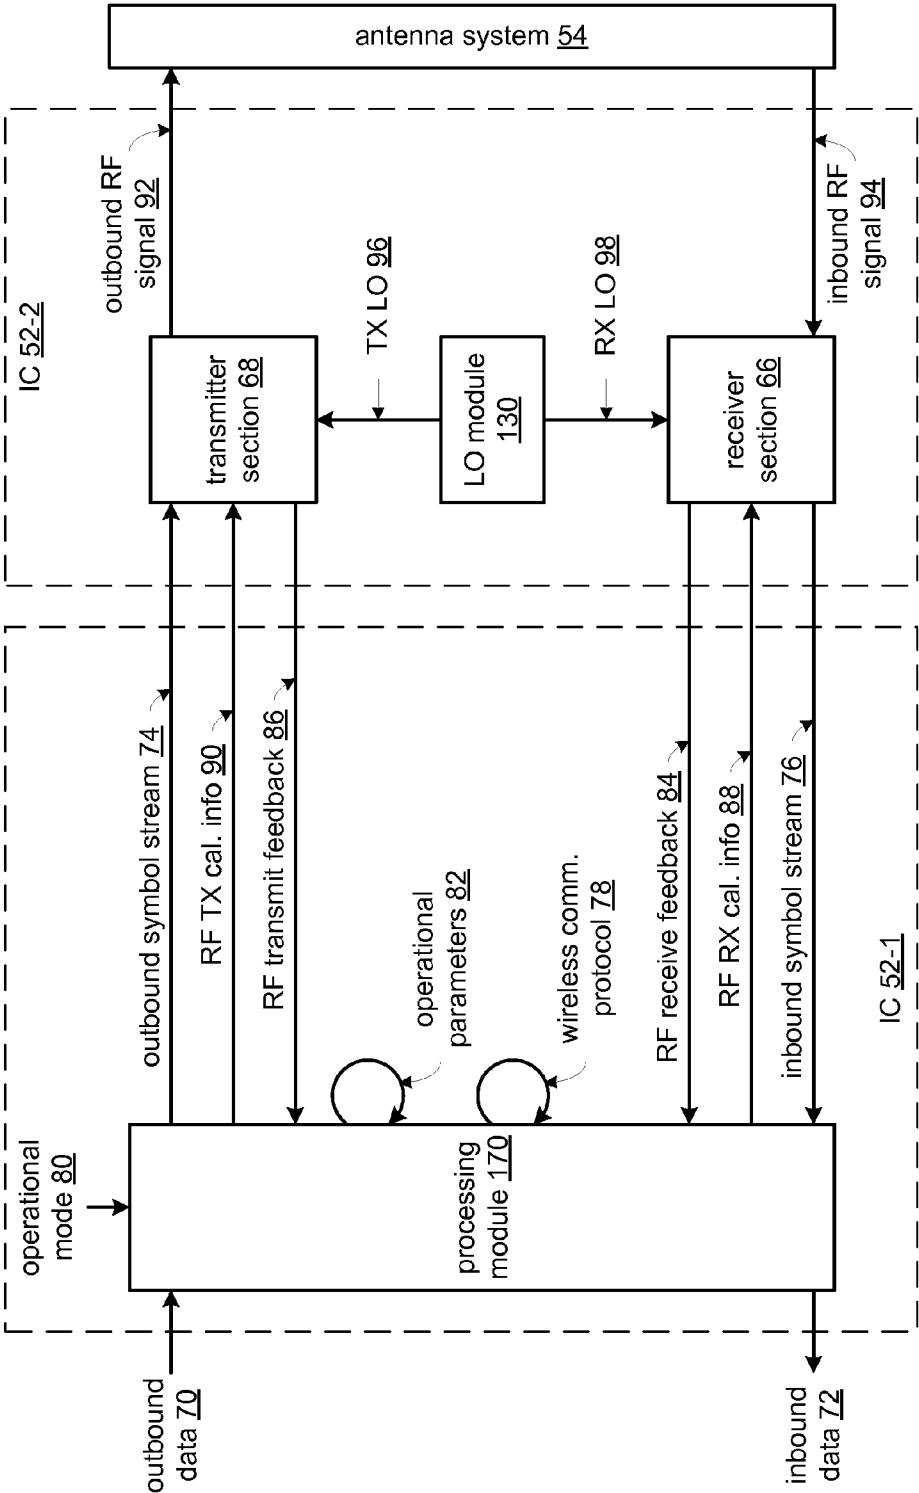 antenna system 54
IC 52-2
outbound RF
signal 92
inbound RF
signal 94
TX LO 96
RX LO 98
transmitter
section 68
LO module
130
receiver
section 66
outbound symbol stream 74
RF TX cal. info 90
RF transmit feedback 86
operational
parameters 82
wireless comm.
protocol 78
RF receive feedback 84
RF RX cal. info 88
inbound symbol stream 76
IC 52-1
operational
mode 80
processing
module 170
outbound
data 70
inbound
data 72